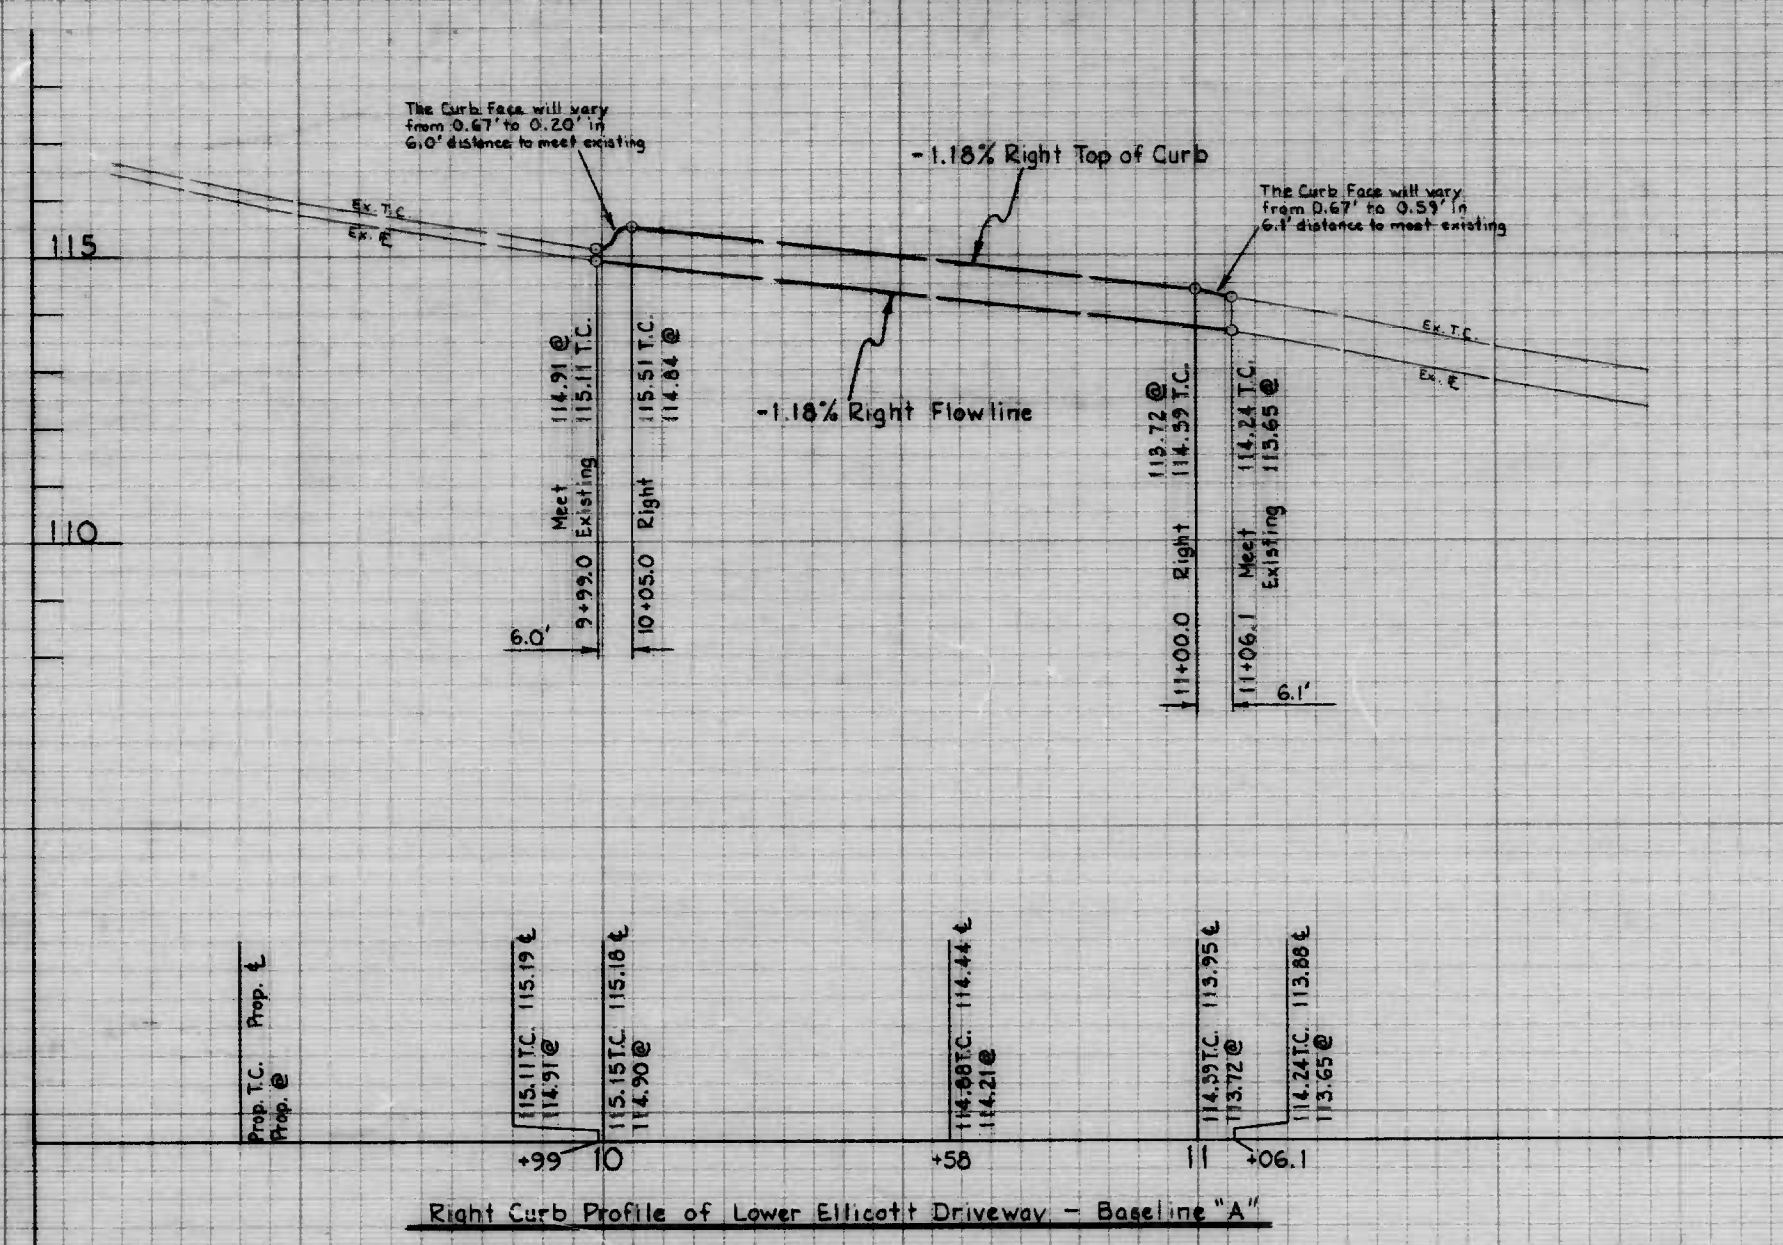 The Curb Face will vary
from 0.67' to 0.20' in
6.0' distance to meet existing
-1.18% Right Top of Curb
The Curb Face will vary
from 0.67' to 0.59' in
6.1' distance to meet existing
Ex. T.C.
Ex. ⅊
115
Ex. T.C.
Ex. ⅊
-1.18% Right Flowline
110
Meet 114.91 @
9+99.0 Existing 115.11 T.C.
10+05.0 Right 115.51 T.C.
114.84 @
113.72 @
11+00.0 Right 114.39 T.C.
11+06.1 Meet 114.24 T.C.
Existing 113.65 @
6.0'
6.1'
Prop. T.C. Prop. ℄
Prop. @
115.11 T.C. 115.19 ℄
114.91 @
115.15 T.C. 115.18 ℄
114.90 @
114.88 T.C. 114.44 ℄
114.21 @
114.39 T.C. 113.95 ℄
113.72 @
114.24 T.C. 113.88 ℄
113.65 @
+99 10 +58 11 +06.1
Right Curb Profile of Lower Ellicott Driveway – Baseline "A"